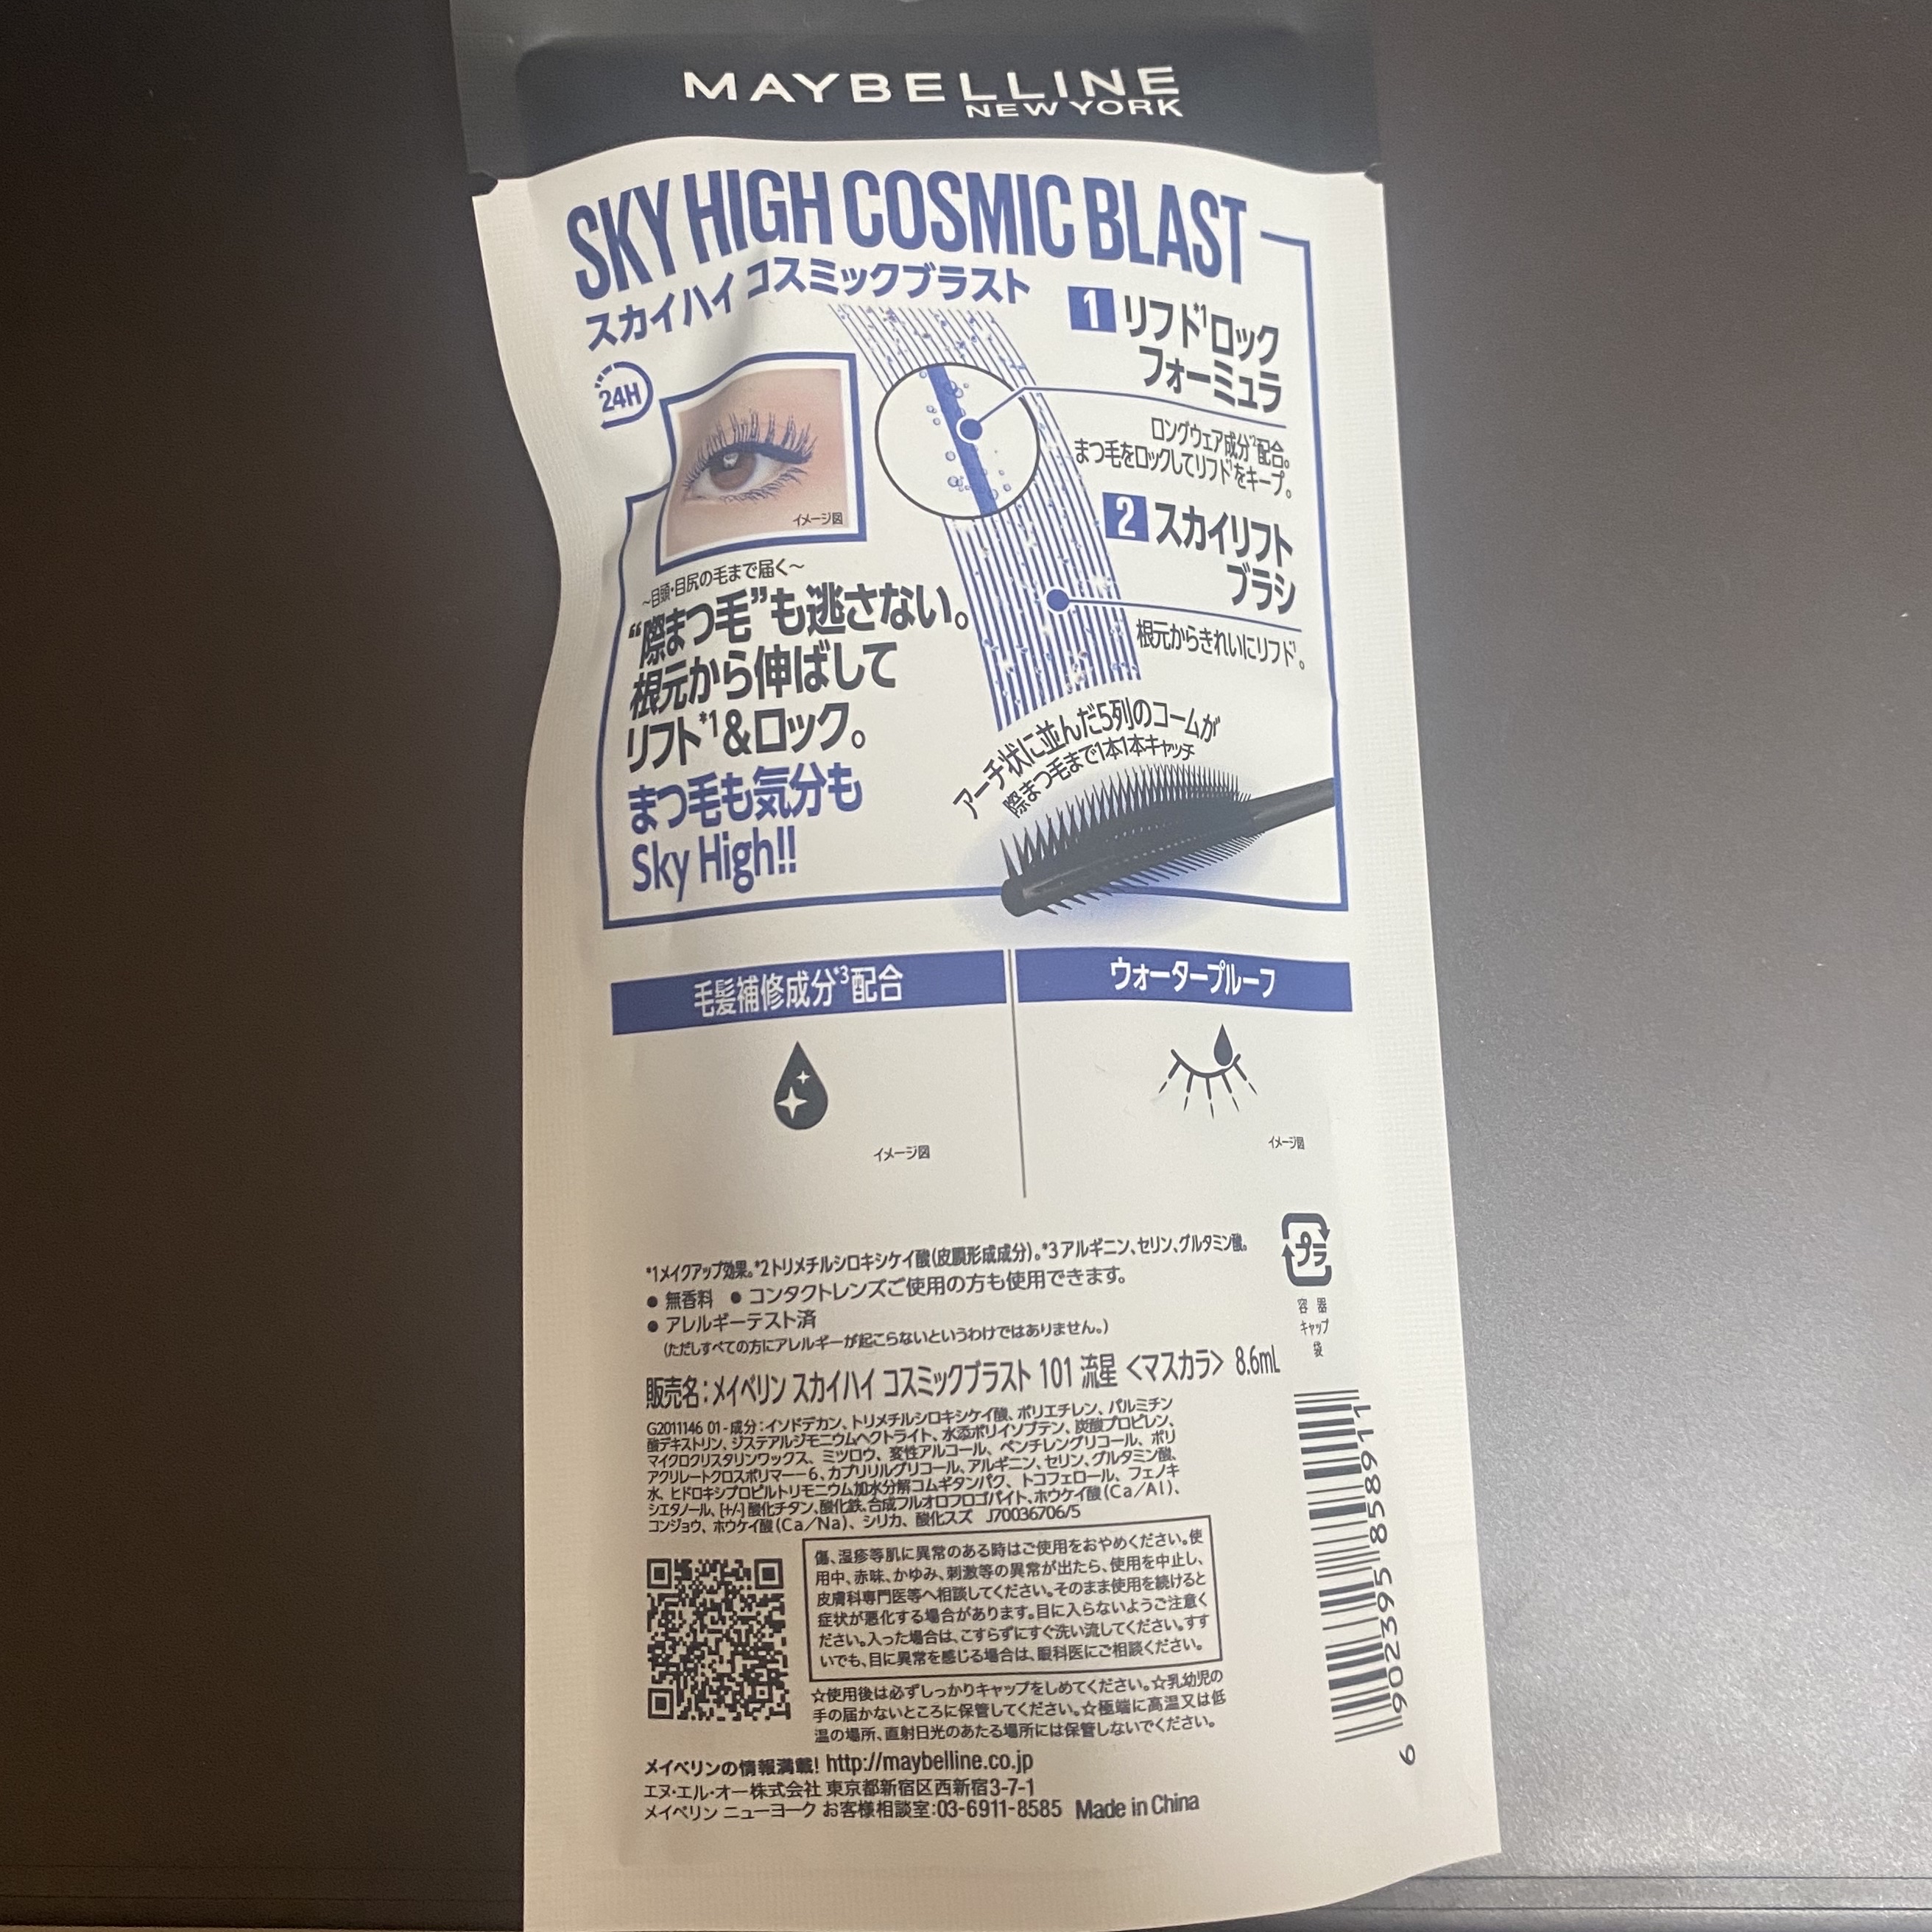 MAYBELLINE
NEW YORK
SKY HIGH COSMIC BLAST
スカイハイ コスミックブラスト
24H
イメージ図
1 リフト*1ロック
フォーミュラ
ロングウェア成分*2配合。
まつ毛をロックしてリフト*1をキープ。
2 スカイリフト
ブラシ
根元からきれいにリフト*1。
～目頭・目尻の毛まで届く～
“際まつ毛”も逃さない。
根元から伸ばして
リフト*1&ロック。
まつ毛も気分も
Sky High!!
アーチ状に並んだ5列のコームが
際まつ毛まで1本1本キャッチ
毛髪補修成分*3配合
イメージ図
ウォータープルーフ
イメージ図
*1メイクアップ効果。*2トリメチルシロキシケイ酸(皮膜形成成分)。*3アルギニン、セリン、グルタミン酸。
● 無香料 ● コンタクトレンズご使用の方も使用できます。
● アレルギーテスト済
(ただしすべての方にアレルギーが起こらないというわけではありません。)
プラ
容 器
キャップ
袋
販売名:メイベリン スカイハイ コスミックブラスト 101 流星 <マスカラ> 8.6mL
G2011146 01 - 成分:イソドデカン、トリメチルシロキシケイ酸、ポリエチレン、パルミチン
酸デキストリン、ジステアルジモニウムヘクトライト、水添ポリイソブテン、炭酸プロピレン、
マイクロクリスタリンワックス、ミツロウ、変性アルコール、ペンチレングリコール、ポリ
アクリレートクロスポリマー－6、カプリリルグリコール、アルギニン、セリン、グルタミン酸、
水、ヒドロキシプロピルトリモニウム加水分解コムギタンパク、トコフェロール、フェノキ
シエタノール、[+/-] 酸化チタン、酸化鉄、合成フルオロフロゴパイト、ホウケイ酸(Ca/Al)、
コンジョウ、ホウケイ酸(Ca/Na)、シリカ、酸化スズ J70036706/5
傷、湿疹等肌に異常のある時はご使用をおやめください。使
用中、赤味、かゆみ、刺激等の異常が出たら、使用を中止し、
皮膚科専門医等へ相談してください。そのまま使用を続けると
症状が悪化する場合があります。目に入らないようご注意く
ださい。入った場合は、こすらずにすぐ洗い流してください。すす
いでも、目に異常を感じる場合は、眼科医にご相談ください。
☆使用後は必ずしっかりキャップをしめてください。☆乳幼児の
手の届かないところに保管してください。☆極端に高温又は低
温の場所、直射日光のあたる場所には保管しないでください。
メイベリンの情報満載! http://maybelline.co.jp
エヌ・エル・オー株式会社 東京都新宿区西新宿3-7-1
メイベリン ニューヨーク お客様相談室:03-6911-8585 Made in China
6 902395 858911